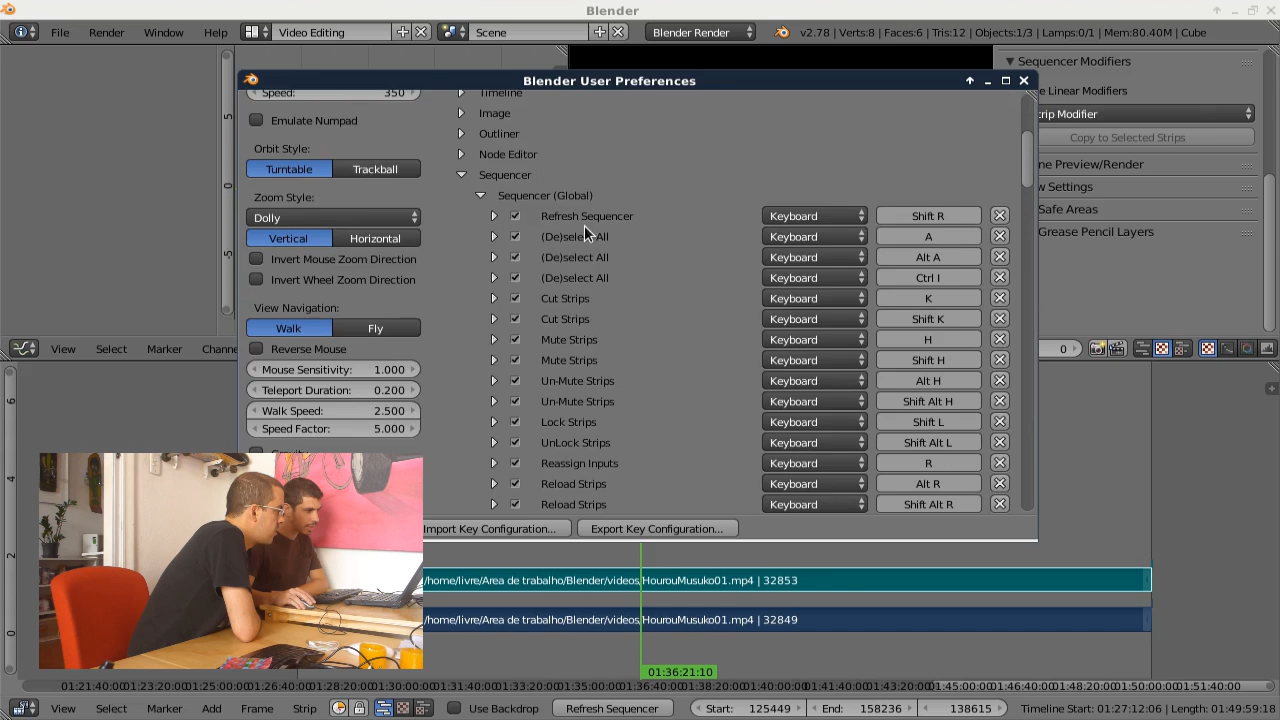 Blender
File Render Window Help Video Editing Scene Blender Render v2.78 | Verts:8 | Faces:6 | Tris:12 | Objects:1/3 | Lamps:0/1 | Mem:80.40M | Cube
Blender User Preferences
Sequencer Modifiers
Linear Modifiers
Copy to Selected Strips
Safe Areas
Grease Pencil Layers
Speed: 350
Emulate Numpad
Orbit Style:
Turntable Trackball
Zoom Style:
Dolly
Vertical Horizontal
Invert Mouse Zoom Direction
Invert Wheel Zoom Direction
View Navigation:
Walk Fly
Reverse Mouse
Mouse Sensitivity: 1.000
Teleport Duration: 0.200
Walk Speed: 2.500
Speed Factor: 5.000
Timeline
Image
Outliner
Node Editor
Sequencer
Sequencer (Global)
Refresh Sequencer Keyboard Shift R
(De)select All Keyboard A
(De)select All Keyboard Alt A
(De)select All Keyboard Ctrl I
Cut Strips Keyboard K
Cut Strips Keyboard Shift K
Mute Strips Keyboard H
Mute Strips Keyboard Shift H
Un-Mute Strips Keyboard Alt H
Un-Mute Strips Keyboard Shift Alt H
Lock Strips Keyboard Shift L
UnLock Strips Keyboard Shift Alt L
Reassign Inputs Keyboard R
Reload Strips Keyboard Alt R
Reload Strips Keyboard Shift Alt R
Import Key Configuration... Export Key Configuration...
5
0
-5
View Select Marker Channe 0
6
4
2
0
/home/livre/Area de trabalho/Blender/videos/HourouMusuko01.mp4 | 32853
/home/livre/Area de trabalho/Blender/videos/HourouMusuko01.mp4 | 32849
01:36:21:10
01:21:40:00 01:23:20:00 01:25:00:00 01:26:40:00 01:28:20:00 01:30:00:00 01:31:40:00 01:33:20:00 01:35:00:00 01:36:40:00 01:38:20:00 01:40:00:00 01:41:40:00 01:43:20:00 01:45:00:00 01:46:40:00 01:48:20:00 01:50:00:00 01:51:40:00
View Select Marker Add Frame Strip Use Backdrop Refresh Sequencer Start: 125449 End: 158236 138615 Timeline Start | 01:27:12:06 | Length: 01:49:59:18